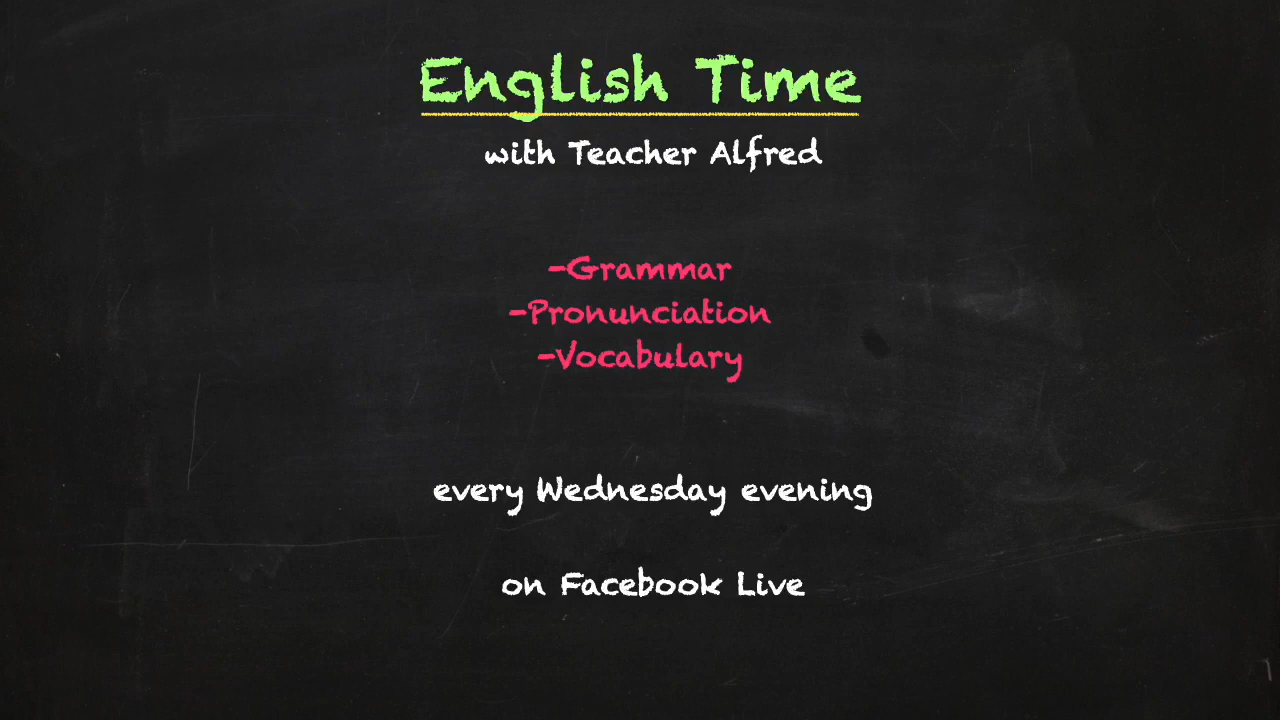 English Time
with Teacher Alfred
-Grammar
-Pronunciation
-Vocabulary
every Wednesday evening
on Facebook Live